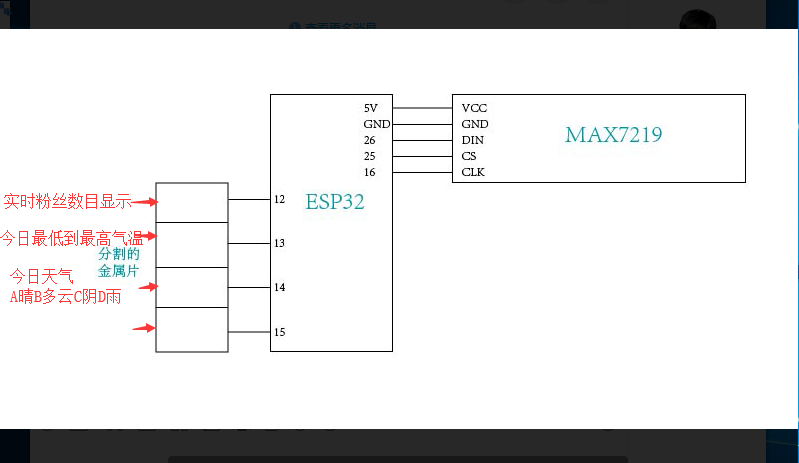 5V
VCC
GND
GND
26
DIN
MAX7219
25
CS
16
CLK
实时粉丝数目显示
12
ESP32
今日最低到最高气温
13
分割的
金属片
今日天气
14
A晴B多云C阴D雨
15